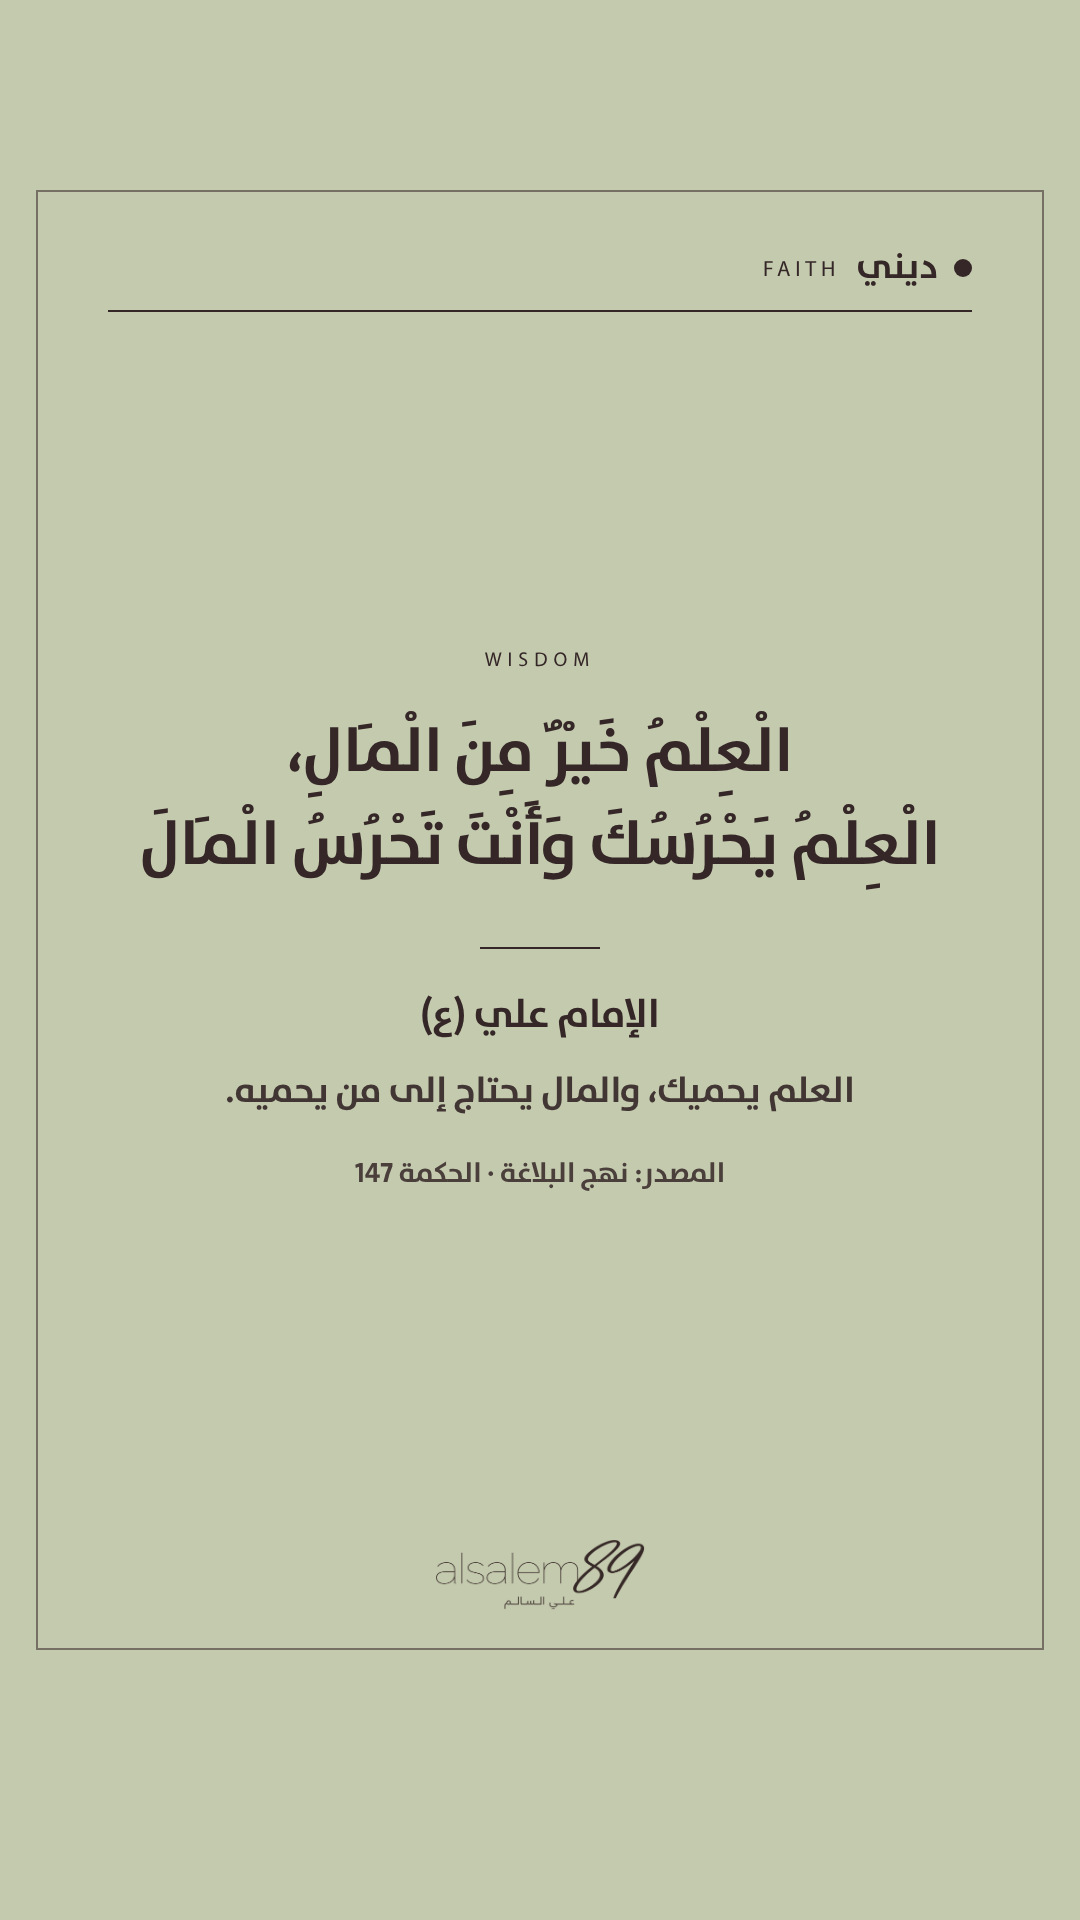 ديني FAITH
WISDOM
الْعِلْمُ خَيْرٌ مِنَ الْمَالِ،
الْعِلْمُ يَحْرُسُكَ وَأَنْتَ تَحْرُسُ الْمَالَ
الإمام علي (ع)
العلم يحميك، والمال يحتاج إلى من يحميه.
المصدر: نهج البلاغة · الحكمة 147
alsalem89
علي السالم